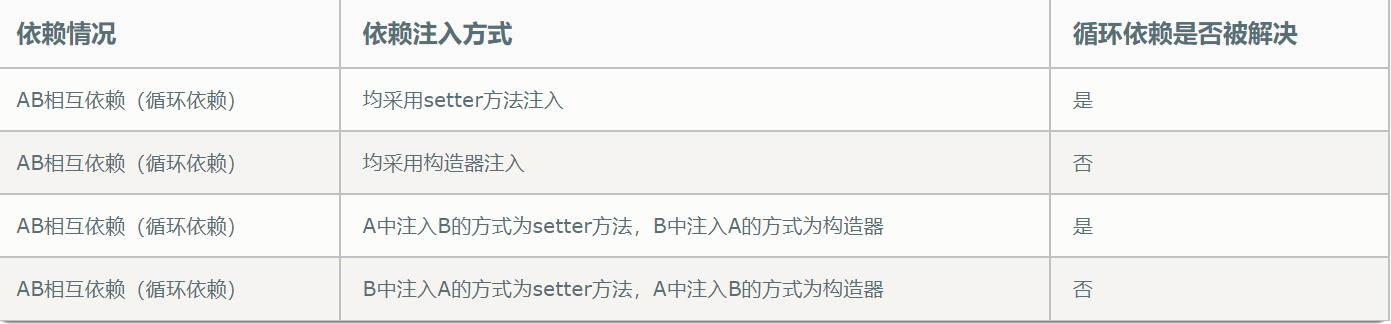 依赖情况 依赖注入方式 循环依赖是否被解决
AB相互依赖（循环依赖） 均采用setter方法注入 是
AB相互依赖（循环依赖） 均采用构造器注入 否
AB相互依赖（循环依赖） A中注入B的方式为setter方法，B中注入A的方式为构造器 是
AB相互依赖（循环依赖） B中注入A的方式为setter方法，A中注入B的方式为构造器 否